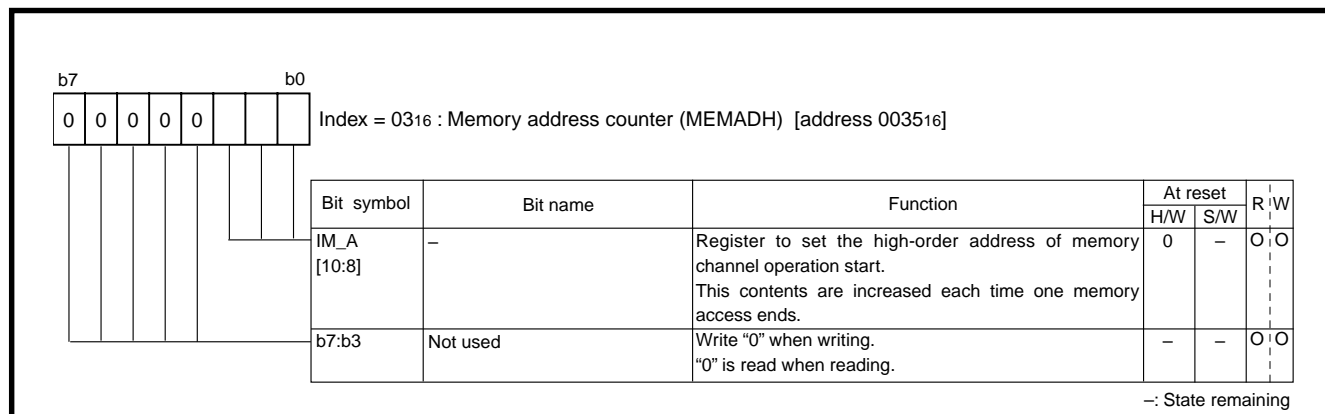 b7 b0
0 0 0 0 0 Index = 0316 : Memory address counter (MEMADH) [address 003516]
Bit symbol Bit name Function At reset R W
H/W S/W
IM_A – Register to set the high-order address of memory 0 – O O
[10:8] channel operation start.
This contents are increased each time one memory
access ends.
b7:b3 Not used Write “0” when writing. – – O O
“0” is read when reading.
–: State remaining